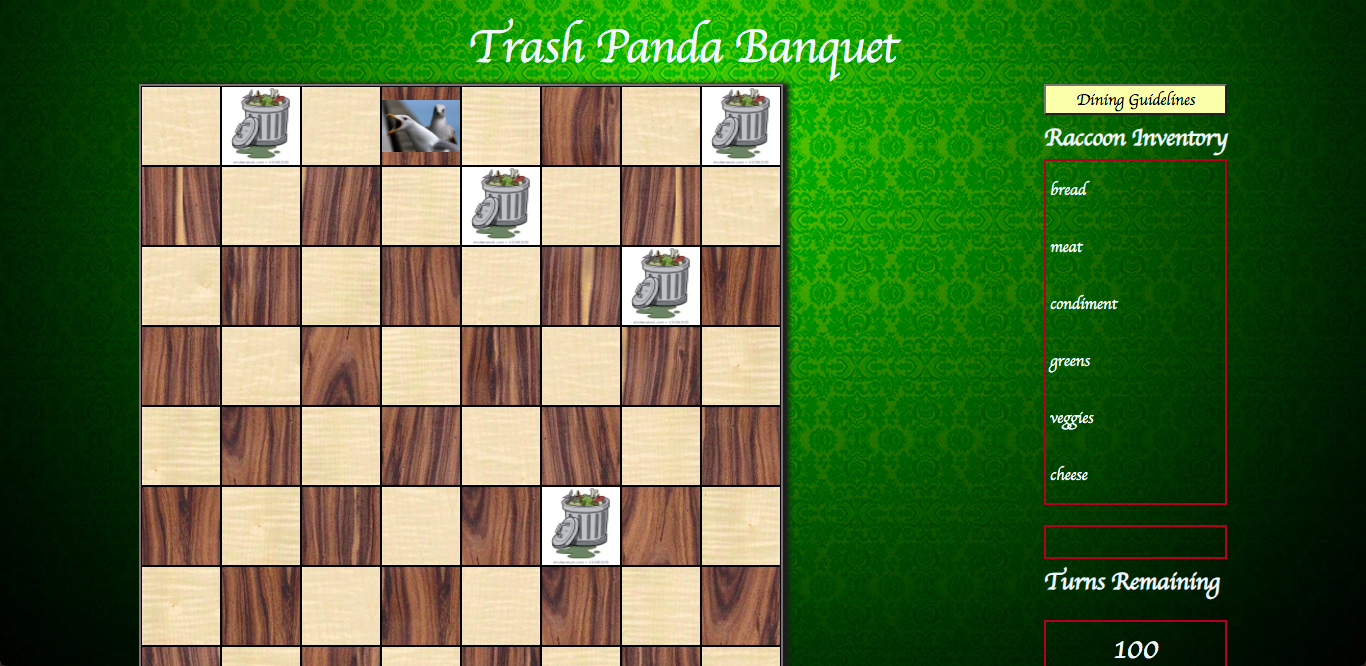 Trash Panda Banquet
Dining Guidelines
Raccoon Inventory
bread
meat
condiment
greens
veggies
cheese
Turns Remaining
100